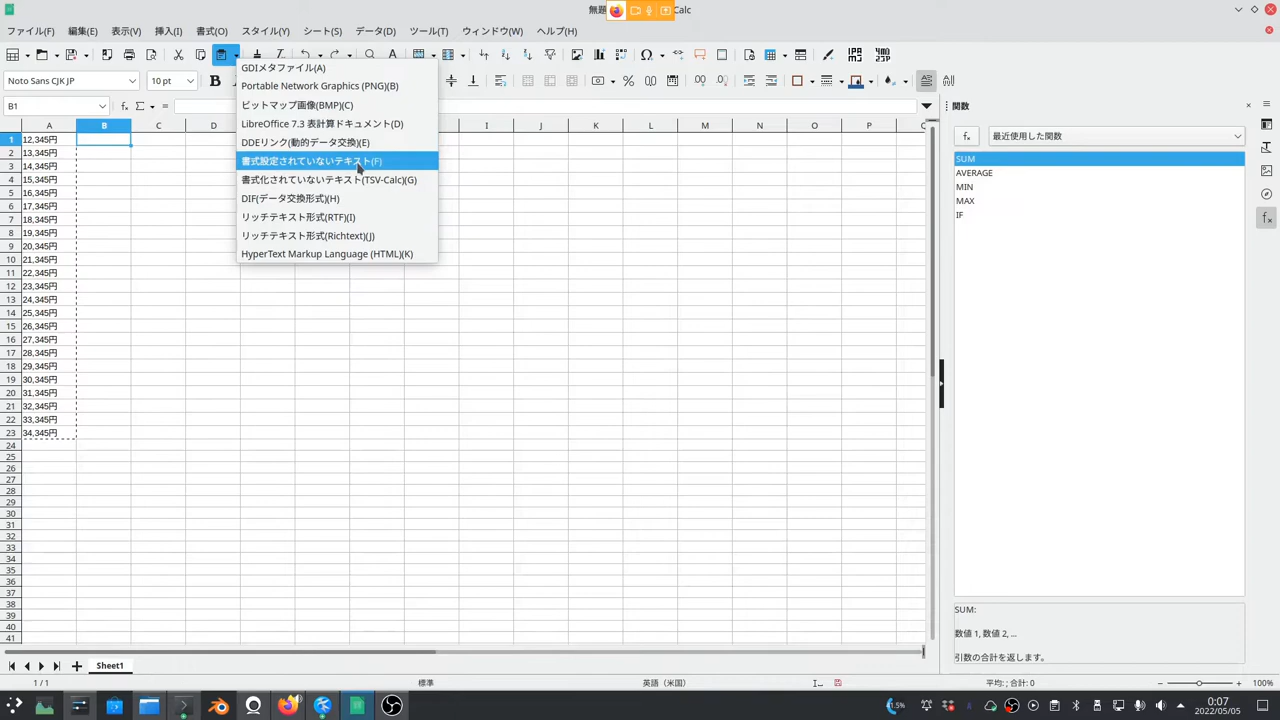 無題
Calc
ファイル(F) 編集(E) 表示(V) 挿入(I) 書式(O) スタイル(Y) シート(S) データ(D) ツール(T) ウィンドウ(W) ヘルプ(H)
Noto Sans CJK JP
10 pt
B1
GDIメタファイル(A)
Portable Network Graphics (PNG)(B)
ビットマップ画像(BMP)(C)
LibreOffice 7.3 表計算ドキュメント(D)
DDEリンク(動的データ交換)(E)
書式設定されていないテキスト(F)
書式化されていないテキスト(TSV-Calc)(G)
DIF(データ交換形式)(H)
リッチテキスト形式(RTF)(I)
リッチテキスト形式(Richtext)(J)
HyperText Markup Language (HTML)(K)
A B C D I J K L M N O P
1 12,345円
2 13,345円
3 14,345円
4 15,345円
5 16,345円
6 17,345円
7 18,345円
8 19,345円
9 20,345円
10 21,345円
11 22,345円
12 23,345円
13 24,345円
14 25,345円
15 26,345円
16 27,345円
17 28,345円
18 29,345円
19 30,345円
20 31,345円
21 32,345円
22 33,345円
23 34,345円
24
25
26
27
28
29
30
31
32
33
34
35
36
37
38
39
40
41
関数
最近使用した関数
SUM
AVERAGE
MIN
MAX
IF
SUM:
数値 1, 数値 2, ...
引数の合計を返します。
Sheet1
1 / 1
標準
英語（米国）
平均: ; 合計: 0
100%
1.5%
0:07
2022/05/05